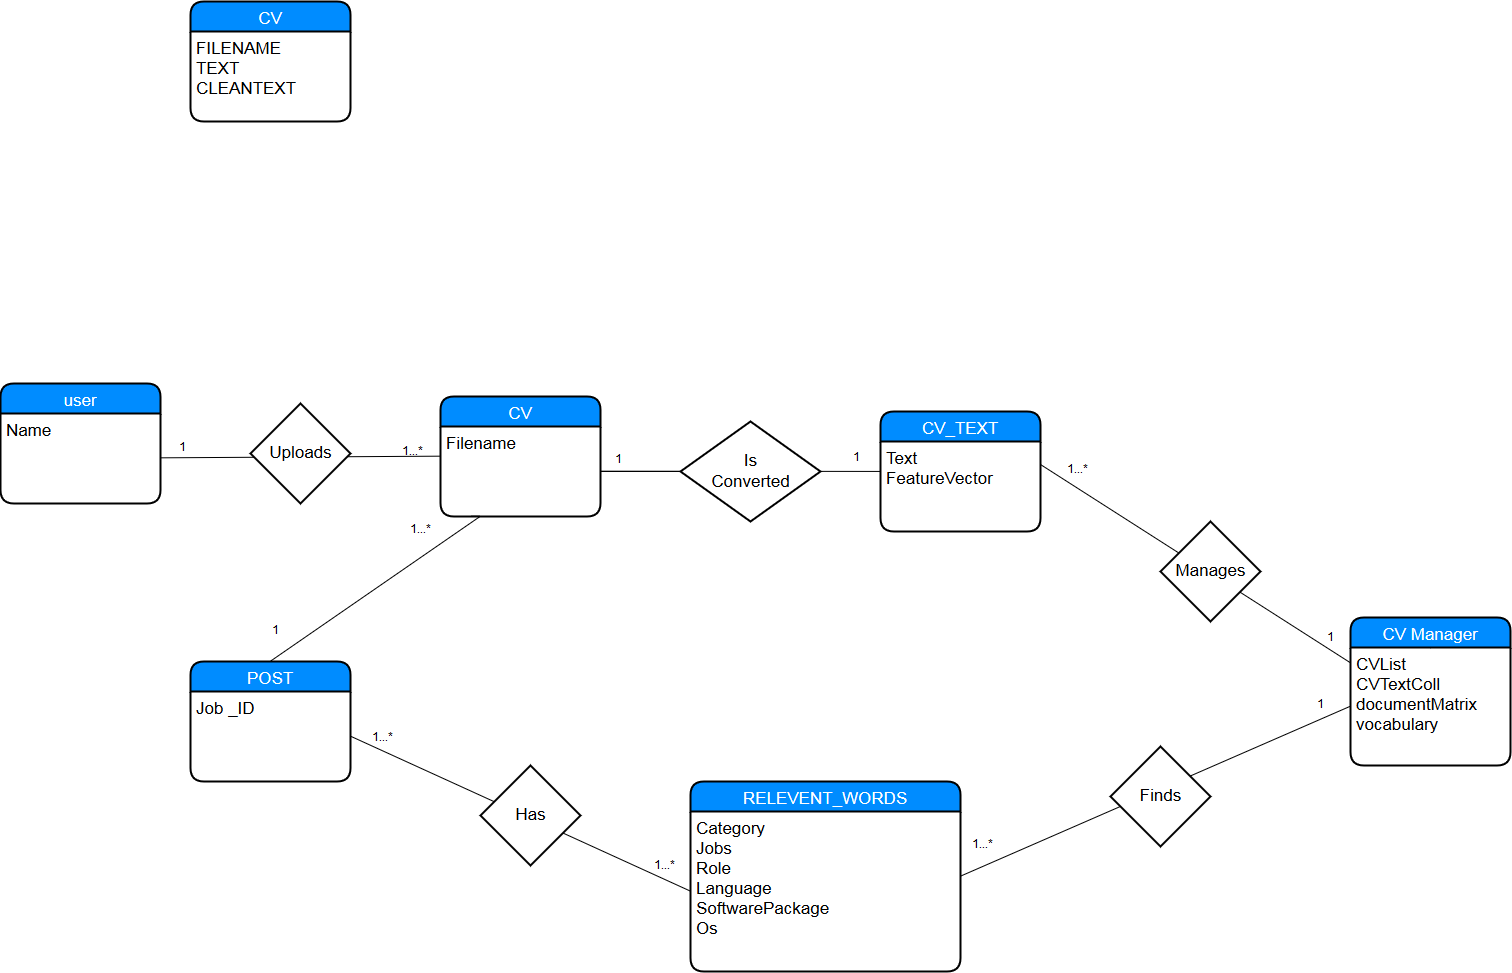 CV
FILENAME
TEXT
CLEANTEXT
user
Name
1
Uploads
1...*
CV
Filename
1
Is
Converted
1
CV_TEXT
Text
FeatureVector
1...*
Manages
1
CV Manager
CVList
CVTextColl
documentMatrix
vocabulary
1...*
1
POST
Job _ID
1...*
Has
1...*
RELEVENT_WORDS
Category
Jobs
Role
Language
SoftwarePackage
Os
1...*
Finds
1